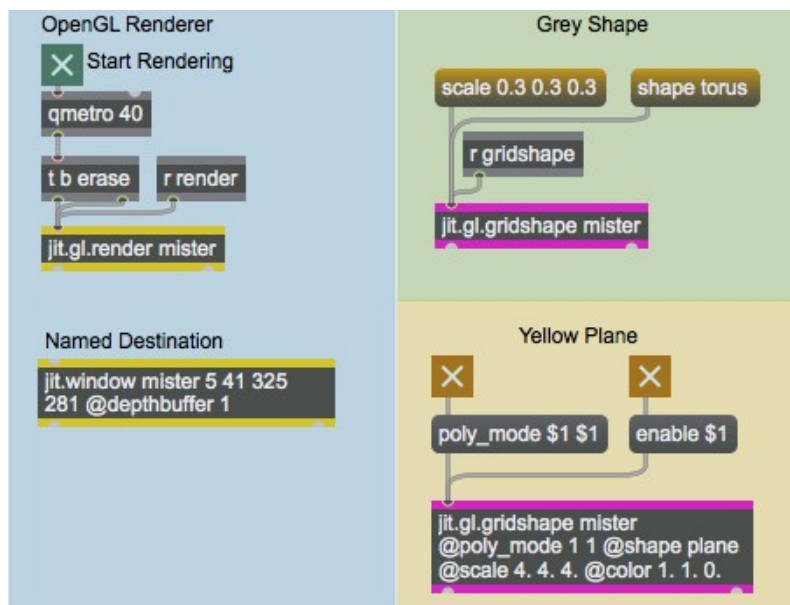 OpenGL Renderer
Start Rendering
qmetro 40
t b erase
r render
jit.gl.render mister
Named Destination
jit.window mister 5 41 325
281 @depthbuffer 1
Grey Shape
scale 0.3 0.3 0.3
shape torus
r gridshape
jit.gl.gridshape mister
Yellow Plane
poly_mode $1 $1
enable $1
jit.gl.gridshape mister
@poly_mode 1 1 @shape plane
@scale 4. 4. 4. @color 1. 1. 0.